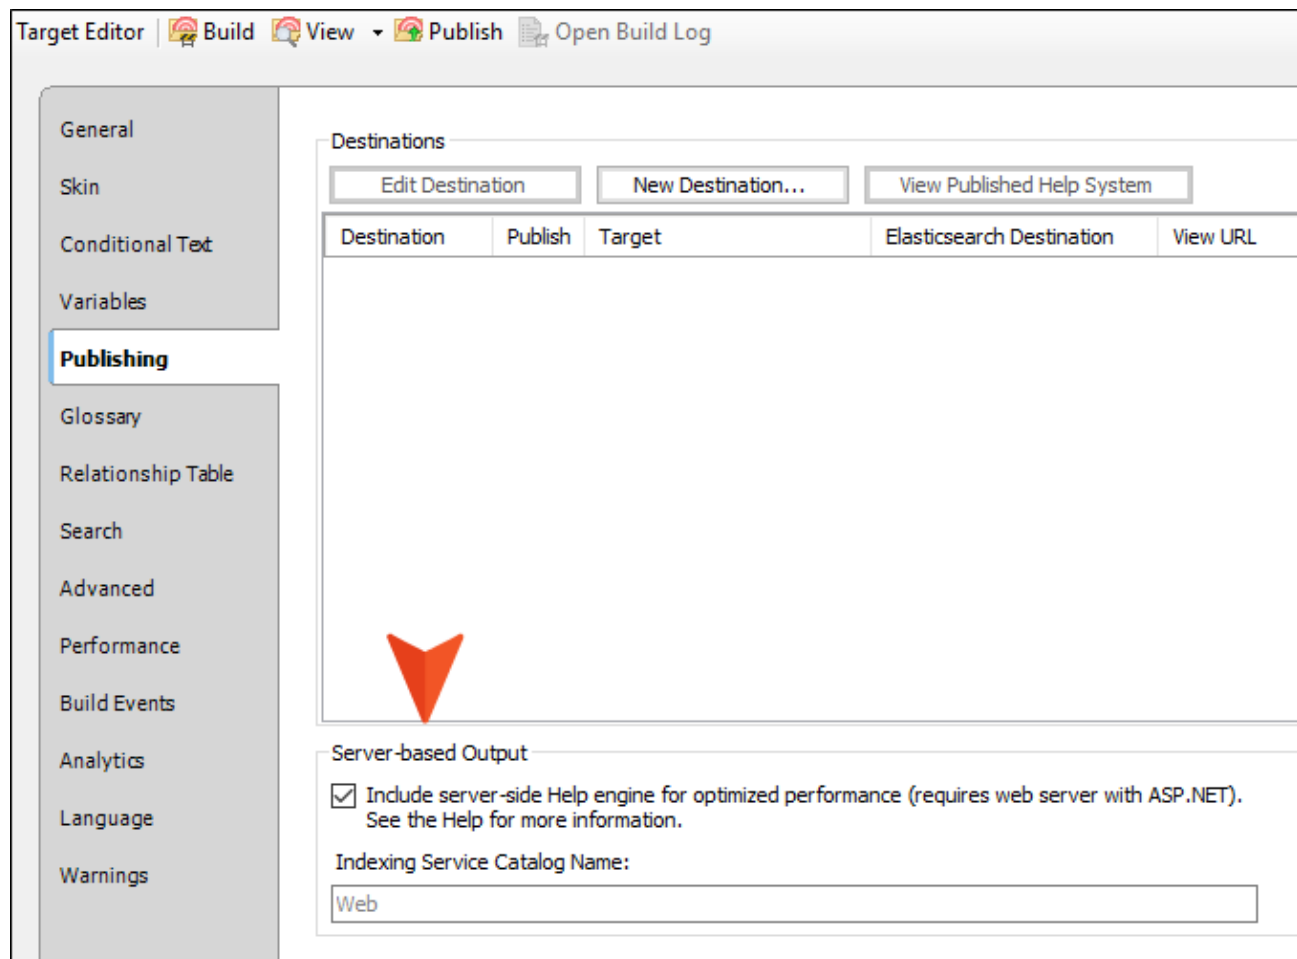 Target Editor Build View Publish Open Build Log
General
Skin
Conditional Text
Variables
Publishing
Glossary
Relationship Table
Search
Advanced
Performance
Build Events
Analytics
Language
Warnings
Destinations
Edit Destination New Destination... View Published Help System
Destination Publish Target Elasticsearch Destination View URL
Server-based Output
Include server-side Help engine for optimized performance (requires web server with ASP.NET).
See the Help for more information.
Indexing Service Catalog Name:
Web